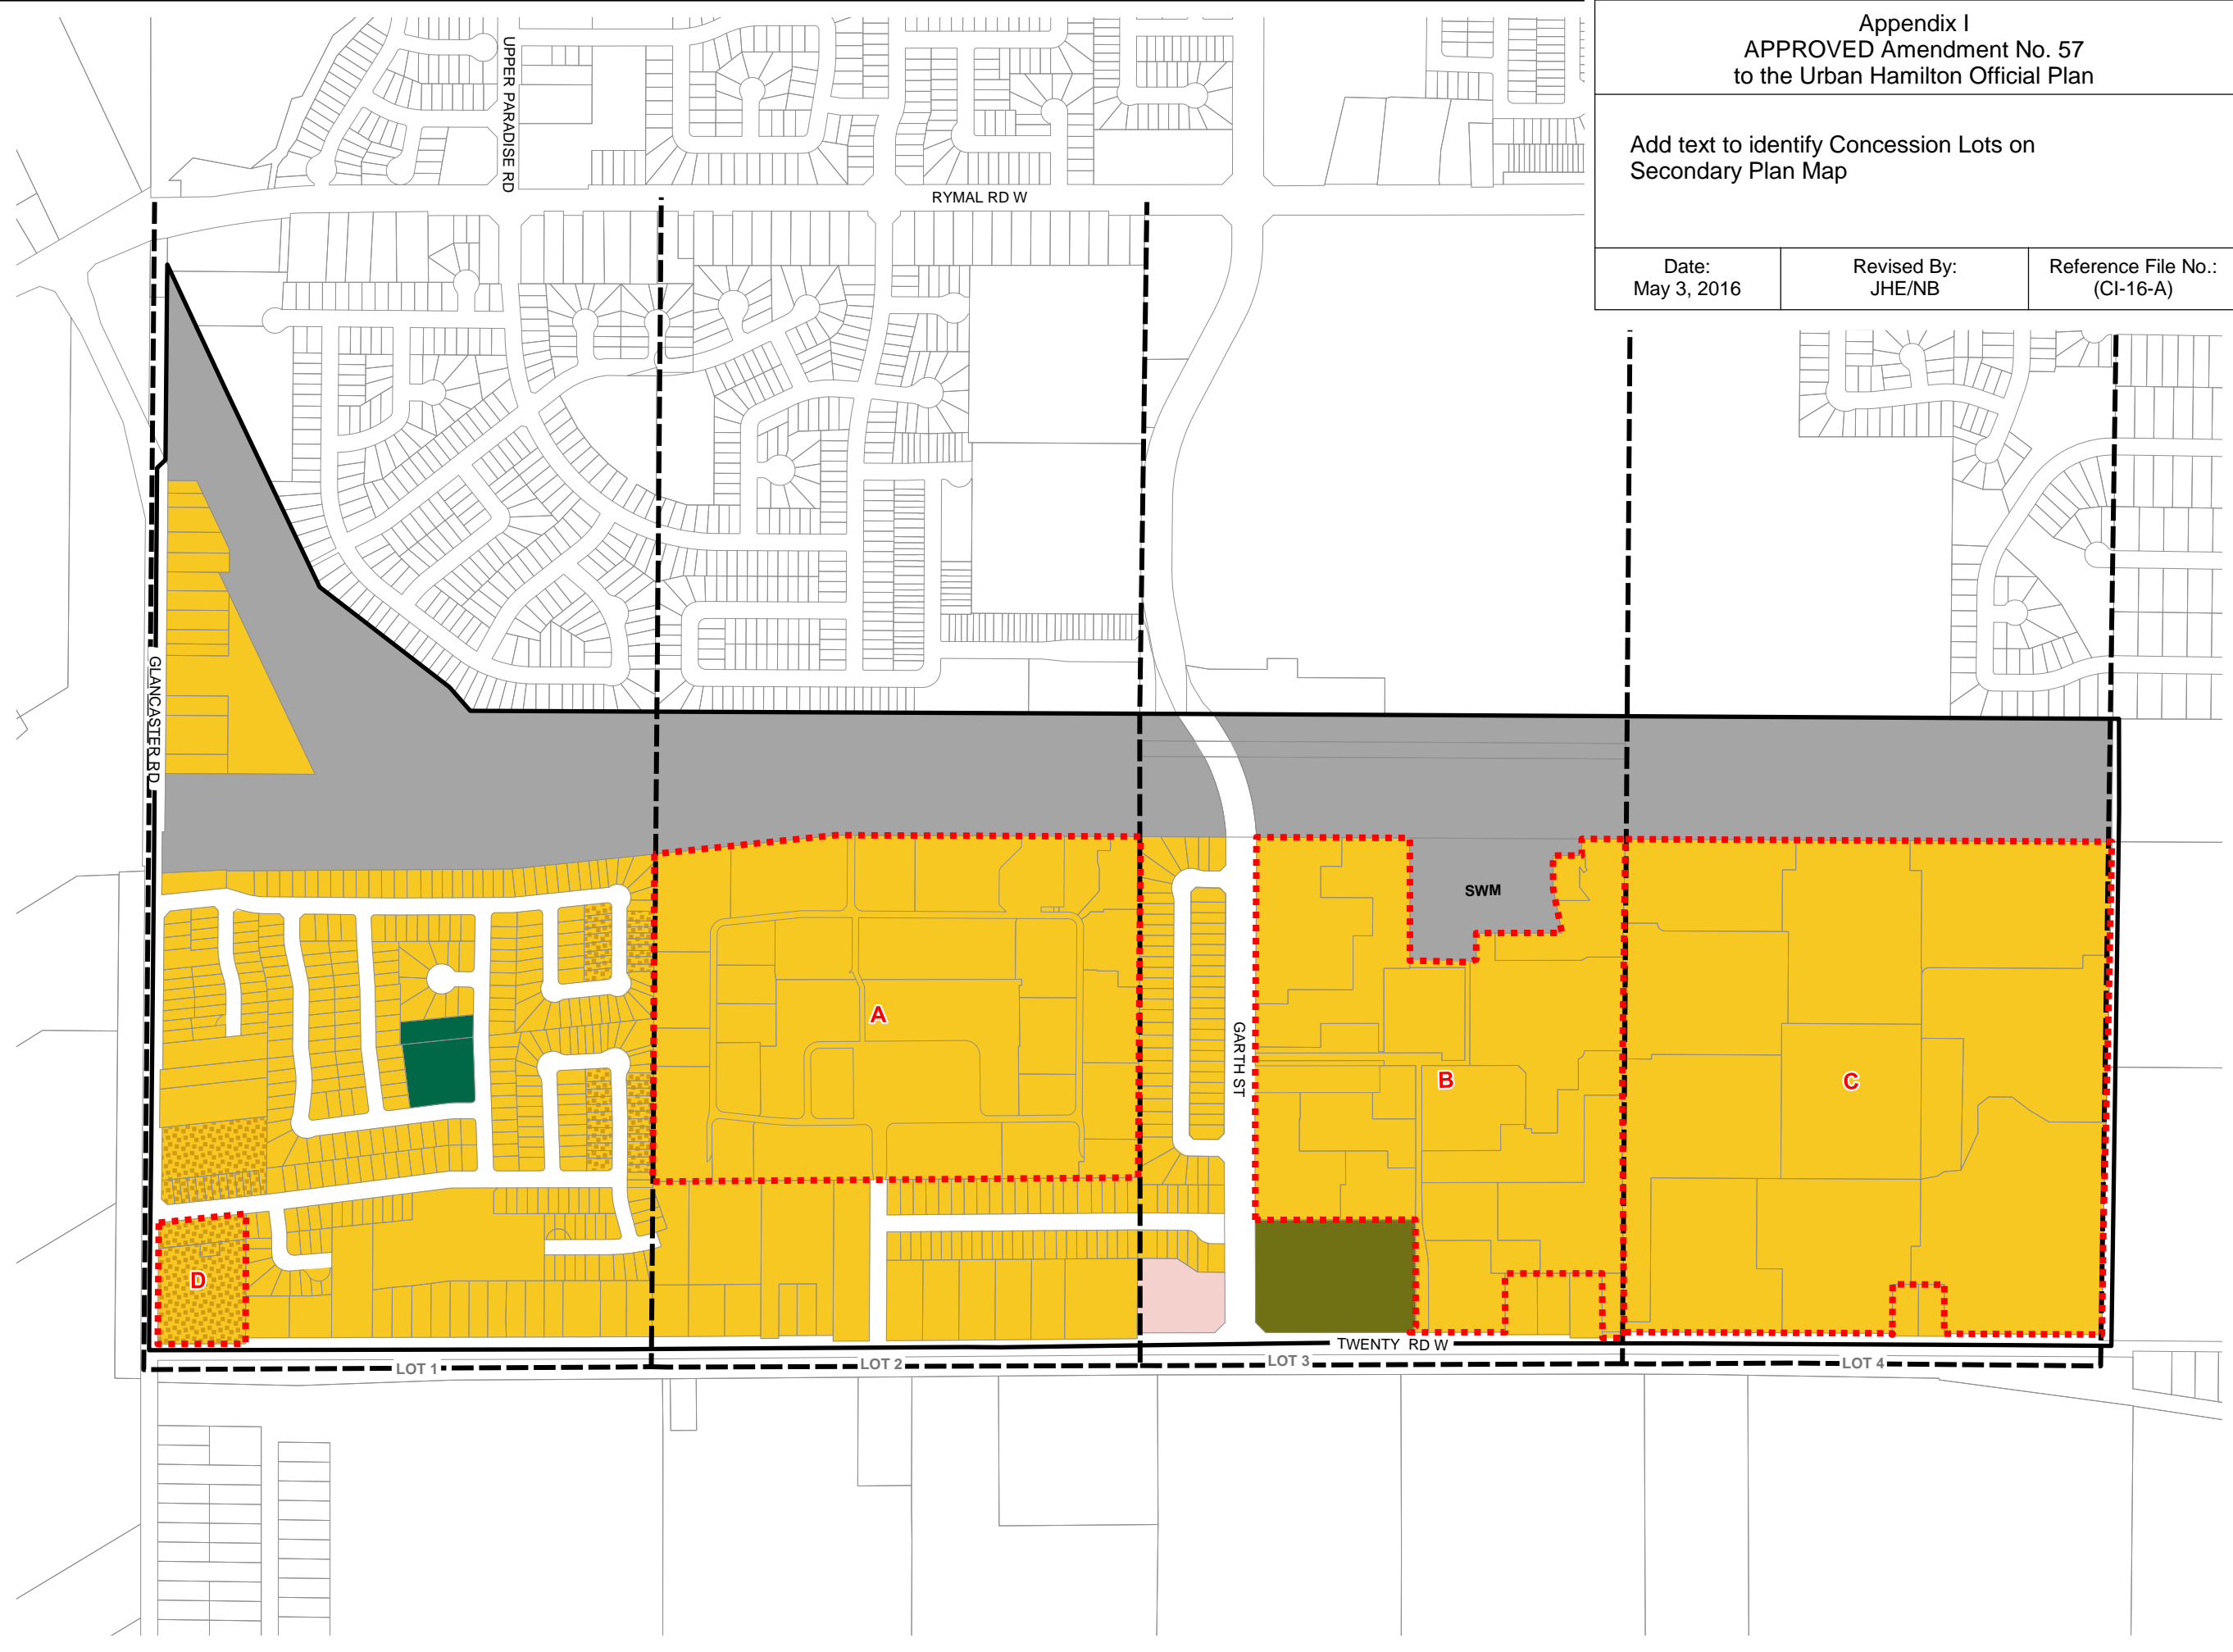 Appendix I
APPROVED Amendment No. 57
to the Urban Hamilton Official Plan
Add text to identify Concession Lots on
Secondary Plan Map
Date:
May 3, 2016
Revised By:
JHE/NB
Reference File No.:
(CI-16-A)
UPPER PARADISE RD
RYMAL RD W
GLANCASTER RD
SWM
A
GARTH ST
B
C
D
TWENTY RD W
LOT 1
LOT 2
LOT 3
LOT 4